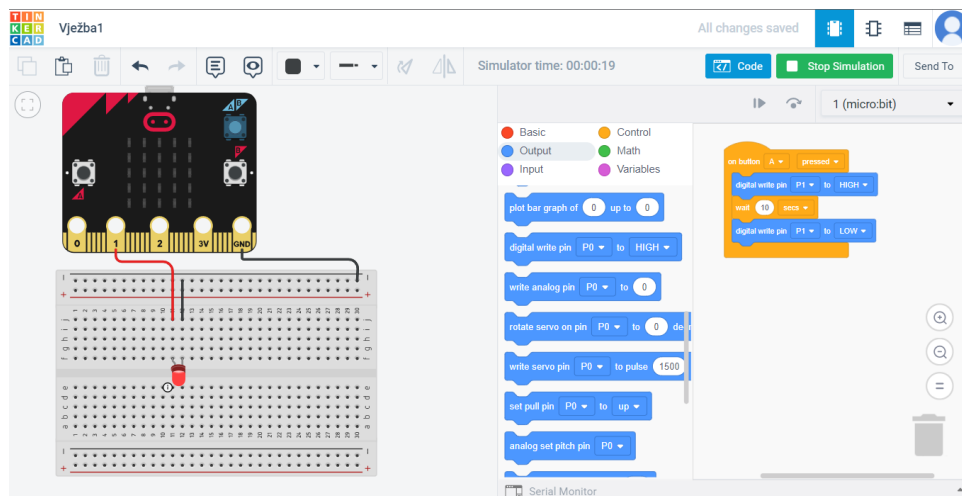 TIN
KER
CAD
Vježba1
All changes saved
Simulator time: 00:00:19
Code
Stop Simulation
Send To
1 (micro:bit)
A B
B
A
0 1 2 3V GND
Basic
Control
Output
Math
Input
Variables
plot bar graph of 0 up to 0
digital write pin P0 to HIGH
write analog pin P0 to 0
rotate servo on pin P0 to 0 de
write servo pin P0 to pulse 1500
set pull pin P0 to up
analog set pitch pin P0
Serial Monitor
on button A pressed
digital write pin P1 to HIGH
wait 10 secs
digital write pin P1 to LOW